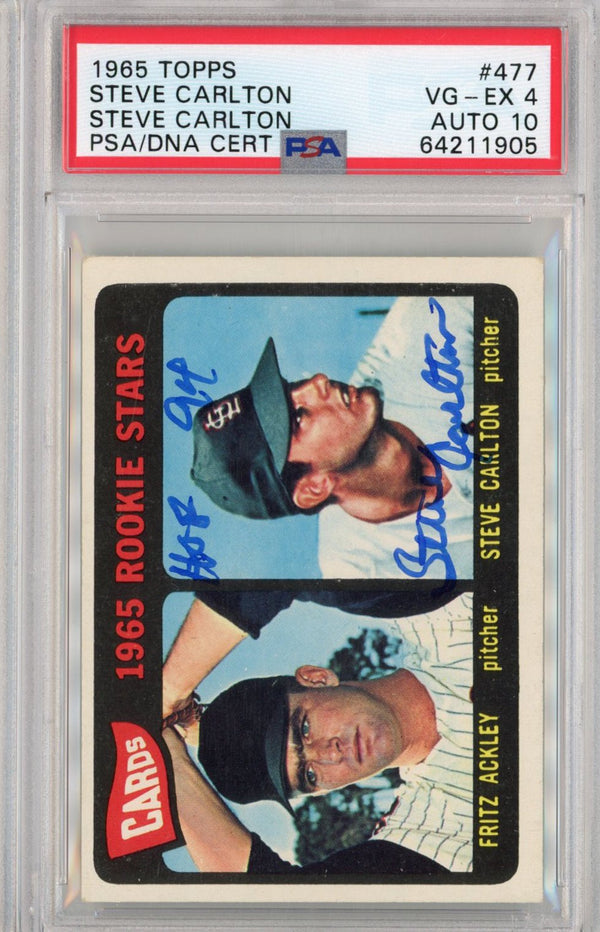 1965 TOPPS #477
STEVE CARLTON VG-EX 4
STEVE CARLTON AUTO 10
PSA/DNA CERT PSA 64211905
CARDS 1965 ROOKIE STARS
HOF 94
STL
Steve Carlton
FRITZ ACKLEY pitcher STEVE CARLTON pitcher